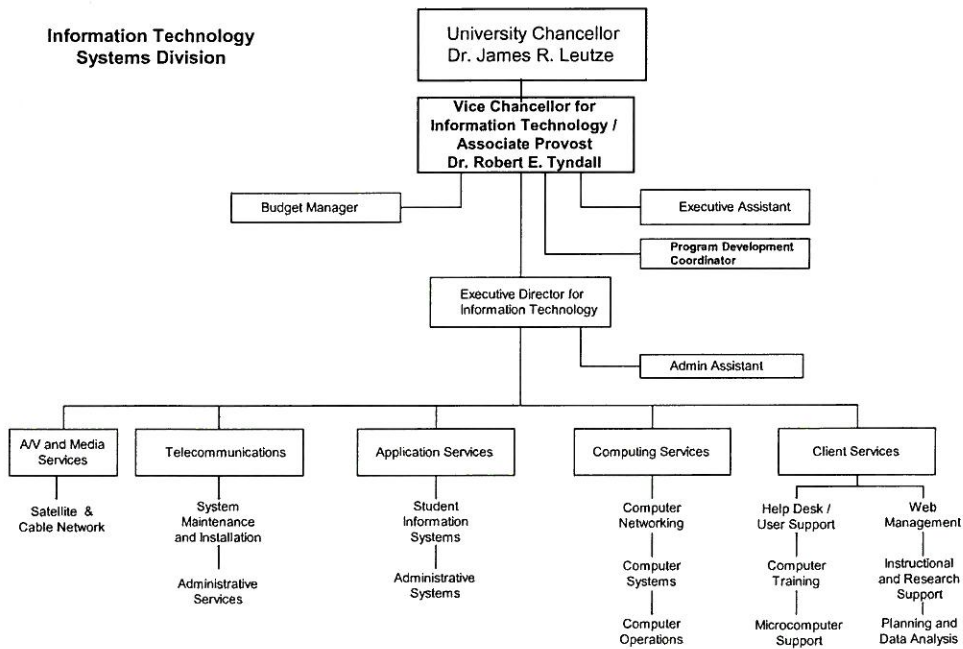 Information Technology
Systems Division
University Chancellor
Dr. James R. Leutze
Vice Chancellor for
Information Technology /
Associate Provost
Dr. Robert E. Tyndall
Budget Manager
Executive Assistant
Program Development
Coordinator
Executive Director for
Information Technology
Admin Assistant
A/V and Media
Services
Telecommunications
Application Services
Computing Services
Client Services
Satellite &
Cable Network
System
Maintenance
and Installation
Administrative
Services
Student
Information
Systems
Administrative
Systems
Computer
Networking
Computer
Systems
Computer
Operations
Help Desk /
User Support
Computer
Training
Microcomputer
Support
Web
Management
Instructional
and Research
Support
Planning and
Data Analysis